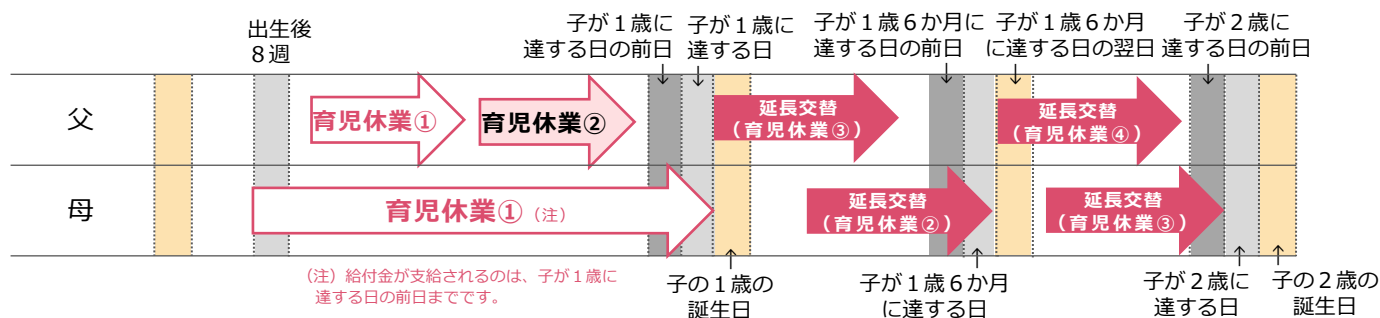 出生後
８週
子が１歳に
達する日の前日
子が１歳に
達する日
子が１歳６か月に
達する日の前日
子が１歳６か月
に達する日の翌日
子が２歳に
達する日の前日
父
育児休業①
育児休業②
延長交替
（育児休業③）
延長交替
（育児休業④）
母
育児休業①（注）
延長交替
（育児休業②）
延長交替
（育児休業③）
（注）給付金が支給されるのは、子が１歳に
達する日の前日までです。
子の１歳の
誕生日
子が１歳６か月
に達する日
子が２歳に
達する日
子の２歳の
誕生日